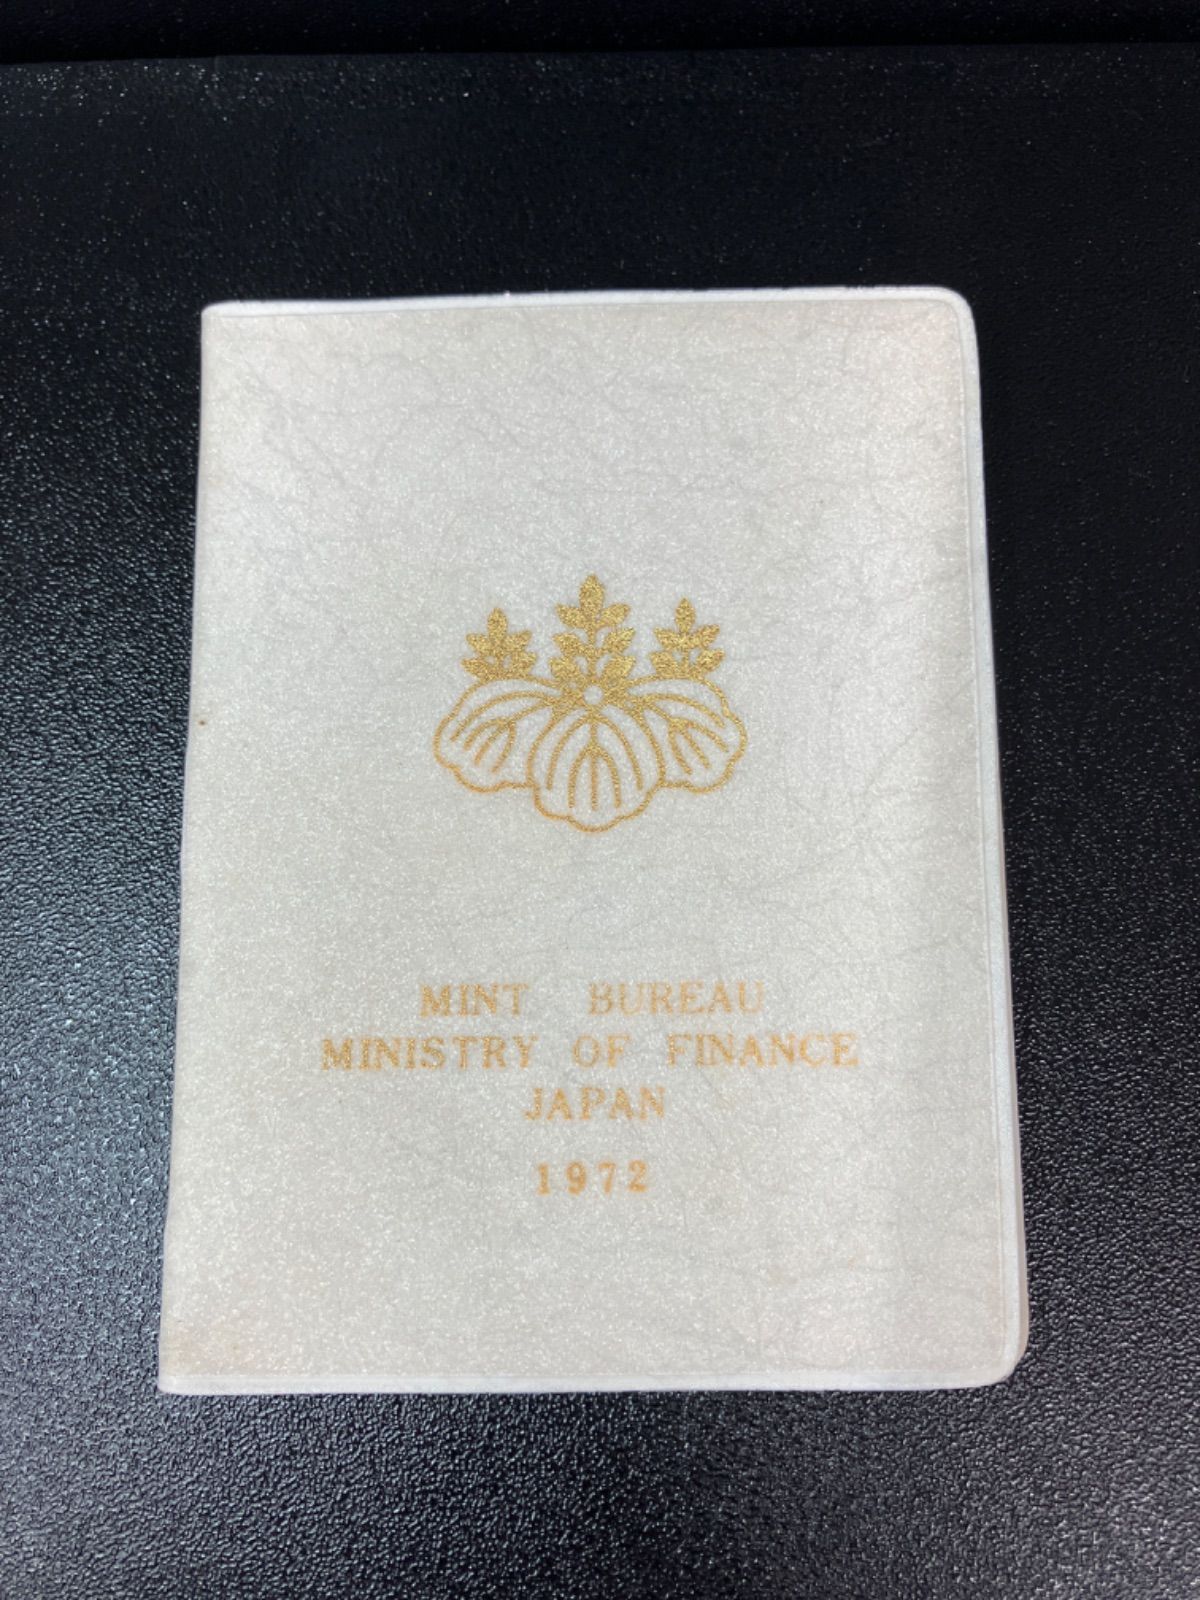 MINT BUREAU
MINISTRY OF FINANCE
JAPAN
1972